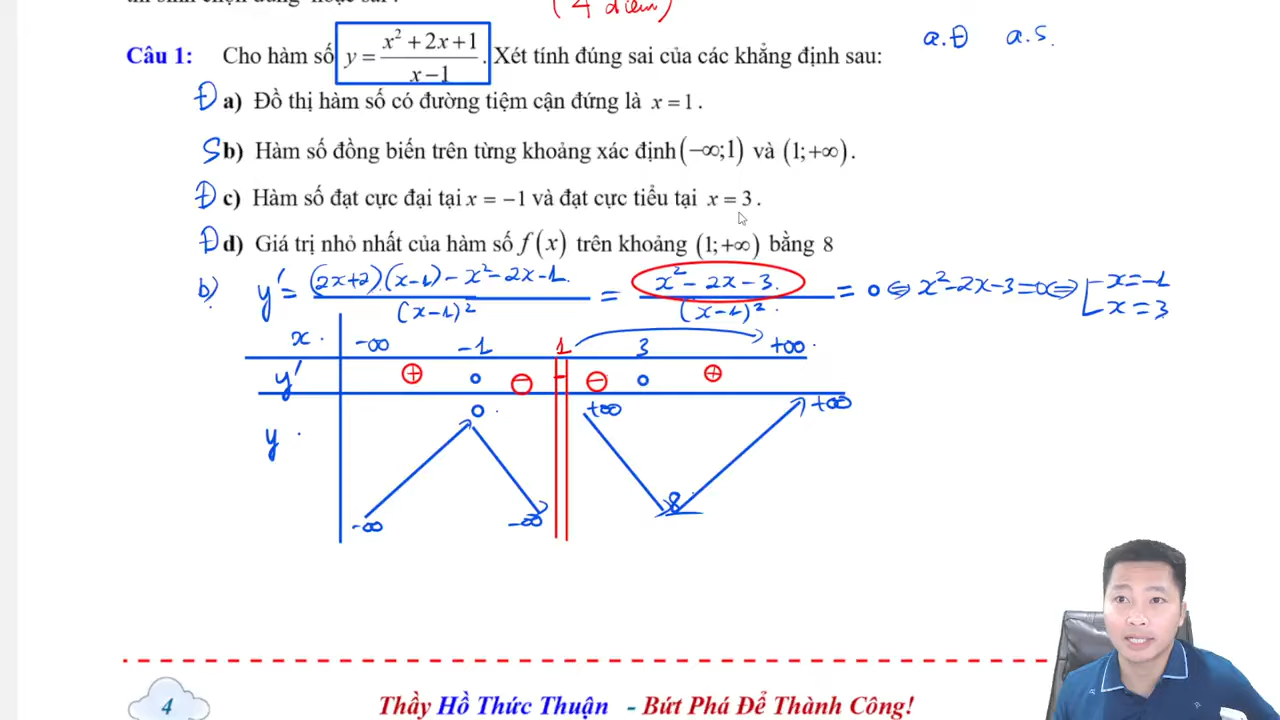 (4 điểm)
a. Đ a. S.
Câu 1: Cho hàm số y = (x² + 2x + 1)/(x − 1). Xét tính đúng sai của các khẳng định sau:
Đ a) Đồ thị hàm số có đường tiệm cận đứng là x = 1.
S b) Hàm số đồng biến trên từng khoảng xác định (−∞;1) và (1;+∞).
Đ c) Hàm số đạt cực đại tại x = −1 và đạt cực tiểu tại x = 3.
Đ d) Giá trị nhỏ nhất của hàm số f(x) trên khoảng (1;+∞) bằng 8
b) y' = ((2x+2).(x−1) − x² − 2x − 1)/(x−1)² = (x² − 2x − 3)/(x−1)² = 0 ⇔ x² − 2x − 3 = 0 ⇔ [x = −1
x = 3
x −∞ −1 1 3 +∞
y' + 0 − − 0 +
0 +∞ +∞
y
8
−∞ −∞
4 Thầy Hồ Thức Thuận - Bứt Phá Để Thành Công!